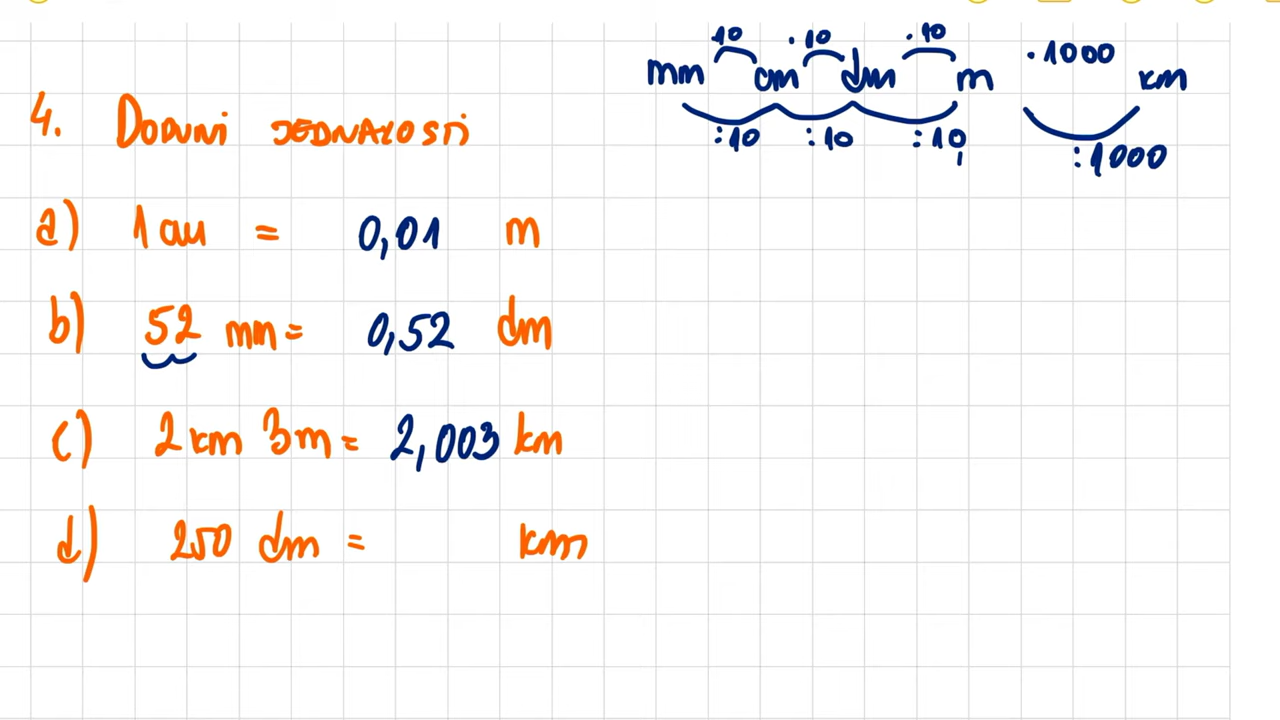 .10 .10 .10 .1000
mm cm dm m km
:10 :10 :10 :1000
4. Dopuni JEDNAKOSTI
a) 1 cm = 0,01 m
b) 52 mm = 0,52 dm
c) 2 km 3 m = 2,003 km
d) 250 dm = km